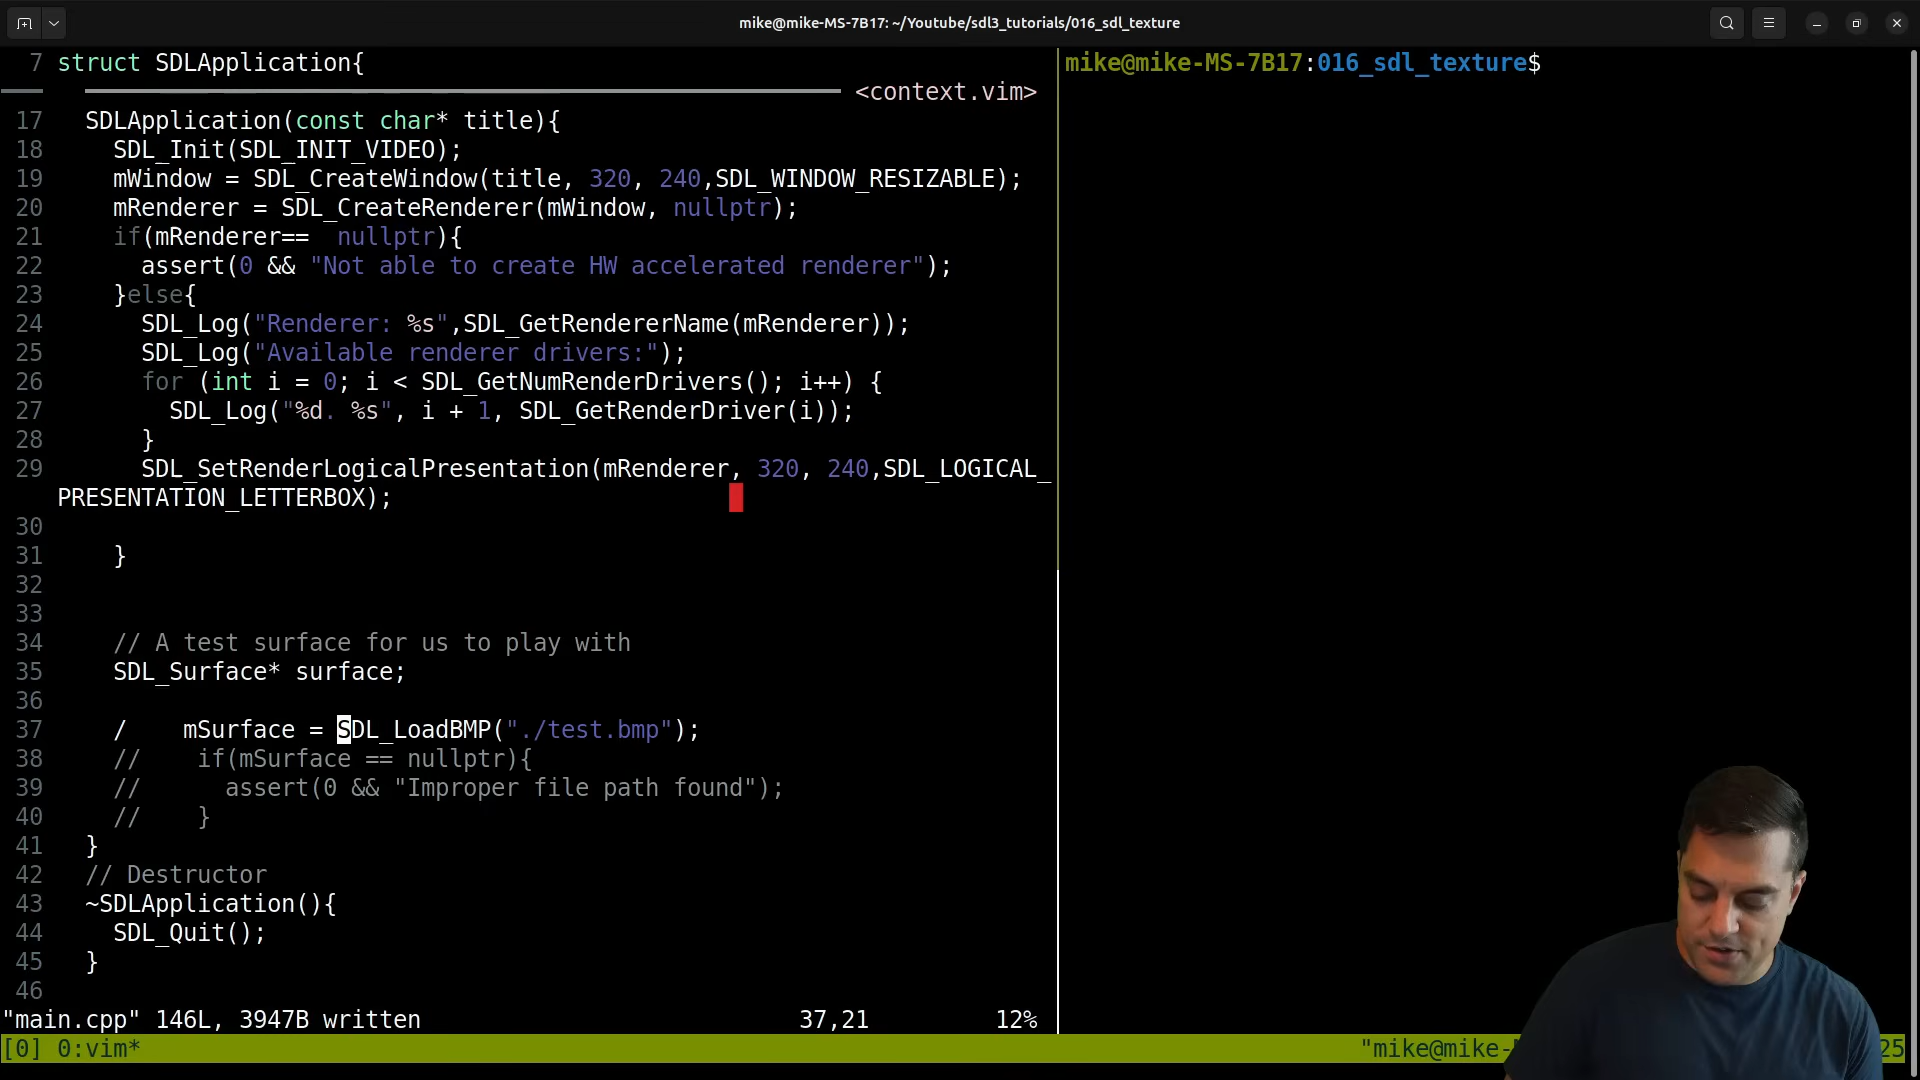 mike@mike-MS-7B17: ~/Youtube/sdl3_tutorials/016_sdl_texture
7 struct SDLApplication{
<context.vim>
17 SDLApplication(const char* title){
18 SDL_Init(SDL_INIT_VIDEO);
19 mWindow = SDL_CreateWindow(title, 320, 240,SDL_WINDOW_RESIZABLE);
20 mRenderer = SDL_CreateRenderer(mWindow, nullptr);
21 if(mRenderer==  nullptr){
22 assert(0 && "Not able to create HW accelerated renderer");
23 }else{
24 SDL_Log("Renderer: %s",SDL_GetRendererName(mRenderer));
25 SDL_Log("Available renderer drivers:");
26 for (int i = 0; i < SDL_GetNumRenderDrivers(); i++) {
27 SDL_Log("%d. %s", i + 1, SDL_GetRenderDriver(i));
28 }
29 SDL_SetRenderLogicalPresentation(mRenderer, 320, 240,SDL_LOGICAL_
PRESENTATION_LETTERBOX);
30
31 }
32
33
34 // A test surface for us to play with
35 SDL_Surface* surface;
36
37 /    mSurface = SDL_LoadBMP("./test.bmp");
38 //    if(mSurface == nullptr){
39 //      assert(0 && "Improper file path found");
40 //    }
41 }
42 // Destructor
43 ~SDLApplication(){
44 SDL_Quit();
45 }
46
"main.cpp" 146L, 3947B written 37,21 12%
mike@mike-MS-7B17:016_sdl_texture$
[0] 0:vim* "mike@mike- 25